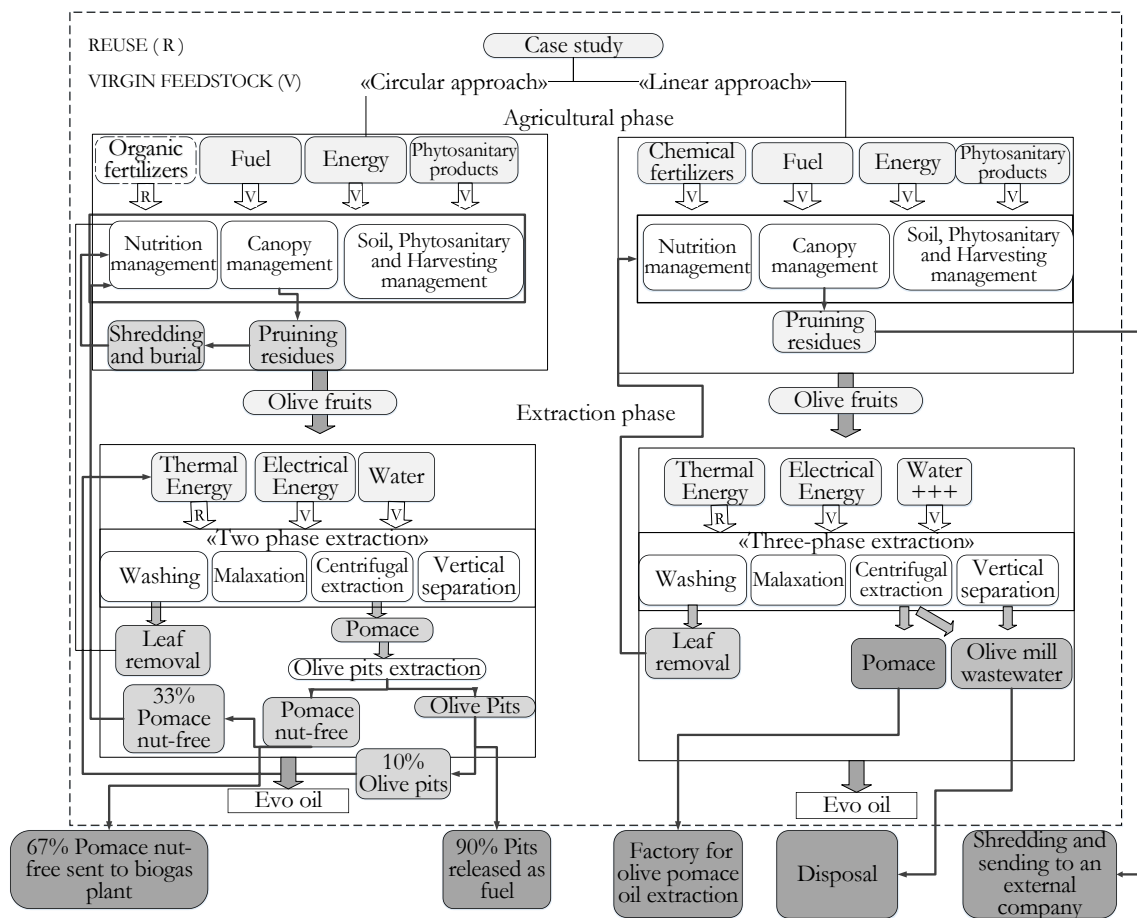 REUSE ( R )
Case study
VIRGIN FEEDSTOCK (V)
«Circular approach»
«Linear approach»
Agricultural phase
Organic
fertilizers
Fuel
Energy
Phytosanitary
products
R
V
V
V
Nutrition
management
Canopy
management
Soil, Phytosanitary
and Harvesting
management
Shredding
and burial
Pruining
residues
Olive fruits
Chemical
fertilizers
Fuel
Energy
Phytosanitary
products
V
V
V
V
Nutrition
management
Canopy
management
Soil, Phytosanitary
and Harvesting
management
Pruining
residues
Olive fruits
Extraction phase
Thermal
Energy
Electrical
Energy
Water
R
V
V
«Two phase extraction»
Washing
Malaxation
Centrifugal
extraction
Vertical
separation
Leaf
removal
Pomace
Olive pits extraction
33%
Pomace
nut-free
Pomace
nut-free
Olive Pits
10%
Olive pits
Evo oil
67% Pomace nut-
free sent to biogas
plant
90% Pits
released as
fuel
Thermal
Energy
Electrical
Energy
Water
+++
R
V
V
«Three-phase extraction»
Washing
Malaxation
Centrifugal
extraction
Vertical
separation
Leaf
removal
Pomace
Olive mill
wastewater
Evo oil
Factory for
olive pomace
oil extraction
Disposal
Shredding and
sending to an
external
company